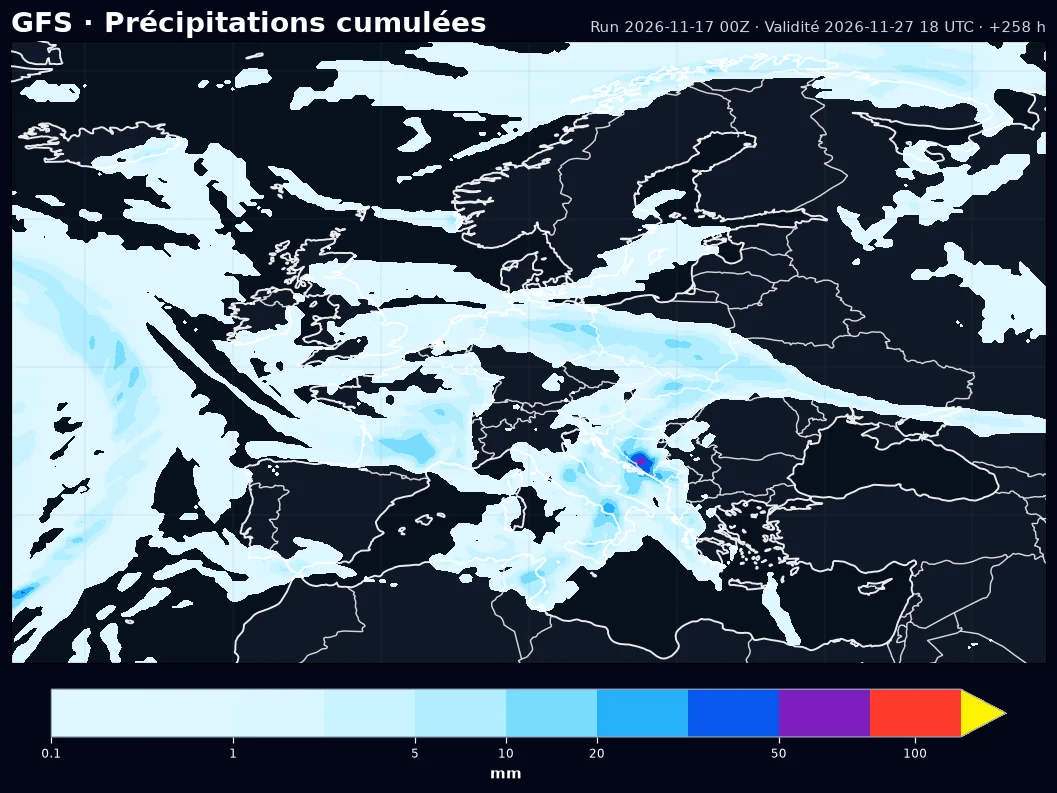 GFS · Précipitations cumulées
Run 2026-11-17 00Z · Validité 2026-11-27 18 UTC · +258 h
0.1 1 5 10 20 50 100
mm